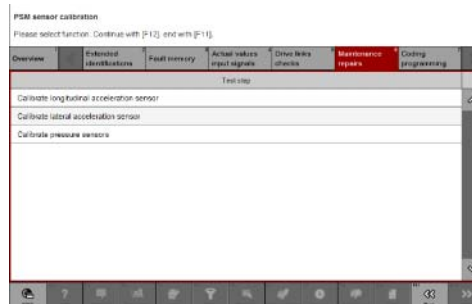 PSM sensor calibration
Please select function. Continue with [F12], end with [F11].
Overview
Extended identifications
Fault memory
Actual values input signals
Drive links checks
Maintenance repairs
Coding programming
Test step
Calibrate longitudinal acceleration sensor
Calibrate lateral acceleration sensor
Calibrate pressure sensors